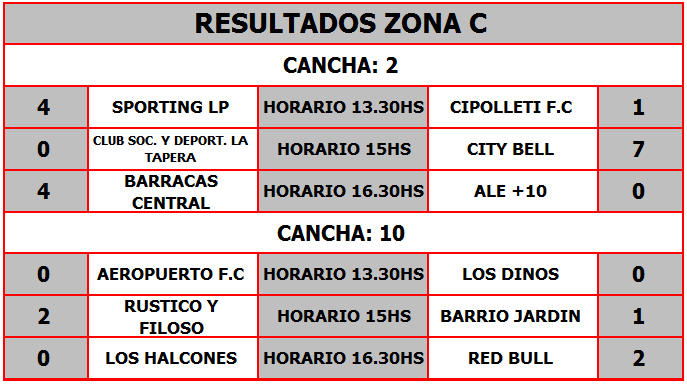 RESULTADOS ZONA C
CANCHA: 2
4 SPORTING LP HORARIO 13.30HS CIPOLLETI F.C 1
0 CLUB SOC. Y DEPORT. LA TAPERA HORARIO 15HS CITY BELL 7
4 BARRACAS CENTRAL HORARIO 16.30HS ALE +10 0
CANCHA: 10
0 AEROPUERTO F.C HORARIO 13.30HS LOS DINOS 0
2 RUSTICO Y FILOSO HORARIO 15HS BARRIO JARDIN 1
0 LOS HALCONES HORARIO 16.30HS RED BULL 2